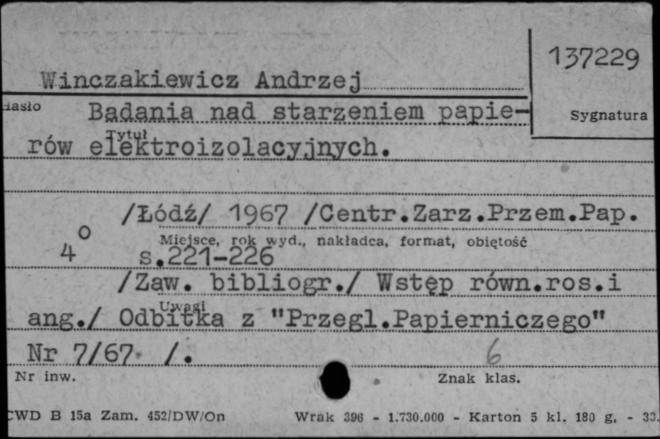 137229
Winczakiewicz Andrzej
Hasło
Badania nad starzeniem papie-
Sygnatura
Tytuł
rów elektroizolacyjnych.
/Łódź/ 1967 /Centr.Zarz.Przem.Pap.
Miejsce, rok wyd., nakładca, format, objętość
4⁰ s.221-226
/Zaw. bibliogr./ Wstęp równ.ros.i
Uwagi
ang./ Odbitka z "Przegl.Papierniczego"
Nr 7/67 /.
6
Nr inw.
Znak klas.
CWD B 15a Zam. 452/DW/On Wrak 396 - 1.730.000 - Karton 5 kl. 180 g. - 33.